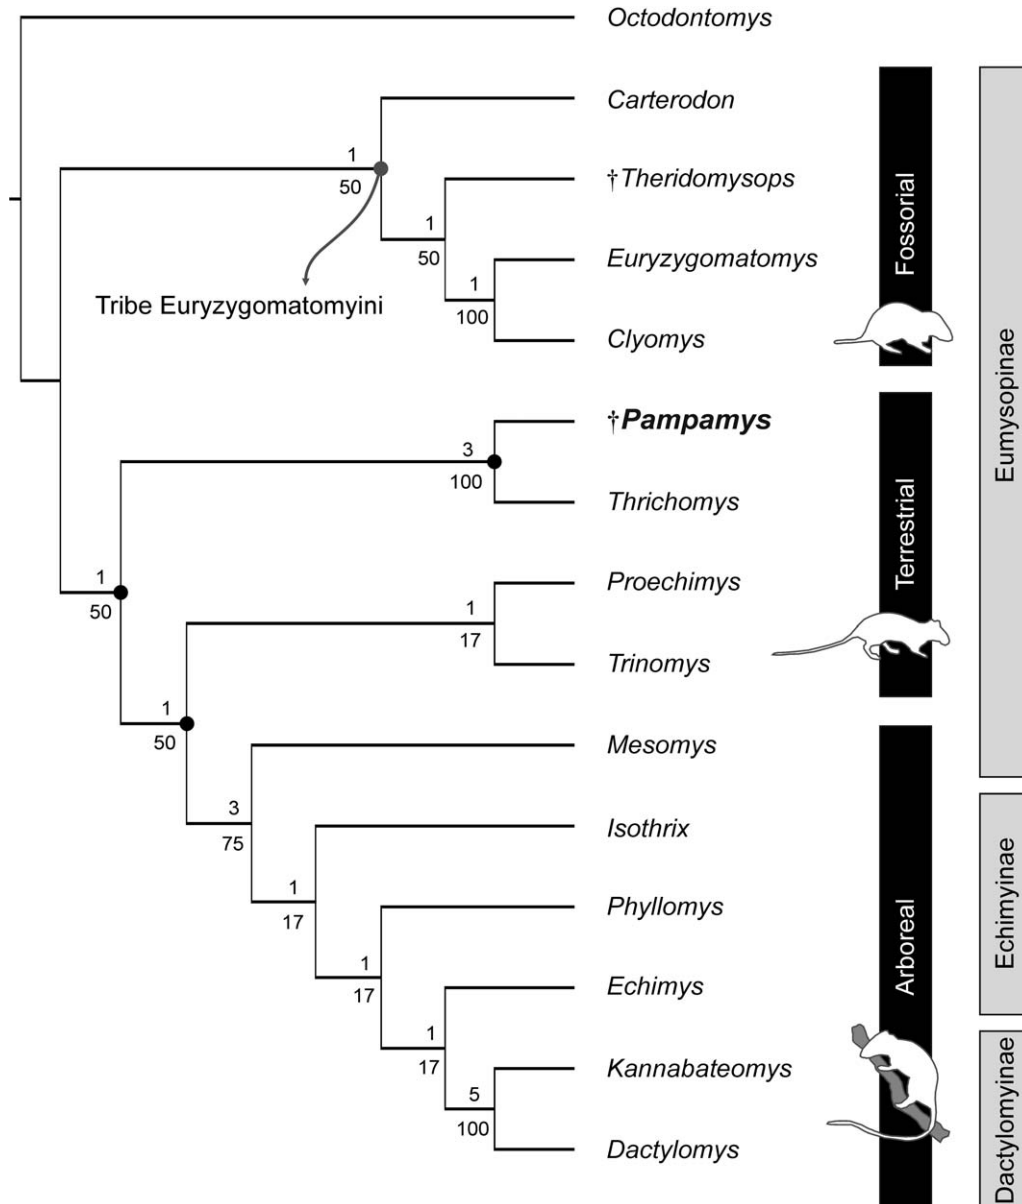 Octodontomys
Carterodon
1
50
†Theridomysops
1
50
Euryzygomatomys
1
100
Tribe Euryzygomatomyini
Clyomys
Fossorial
†Pampamys
3
100
Thrichomys
Eumysopinae
Terrestrial
1
50
Proechimys
1
17
Trinomys
1
50
Mesomys
3
75
Isothrix
1
17
Phyllomys
Echimyinae
1
17
Arboreal
Echimys
1
17
Kannabateomys
5
100
Dactylomys
Dactylomyinae